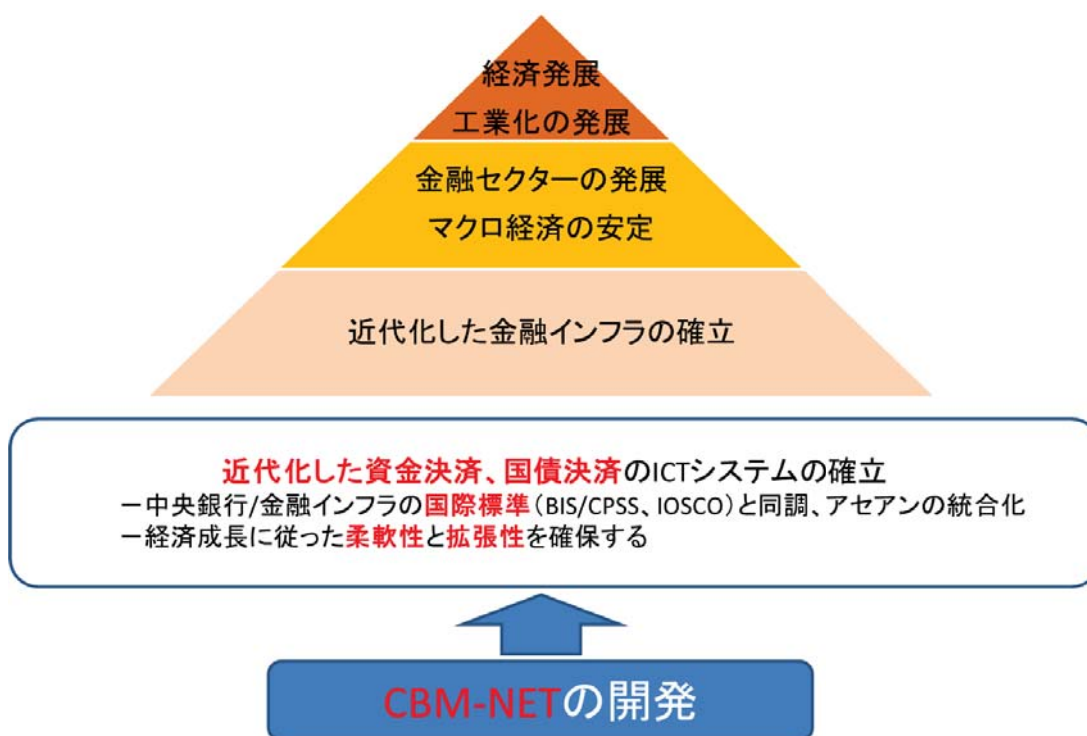 経済発展
工業化の発展
金融セクターの発展
マクロ経済の安定
近代化した金融インフラの確立
近代化した資金決済、国債決済のICTシステムの確立
－中央銀行/金融インフラの国際標準（BIS/CPSS、IOSCO）と同調、アセアンの統合化
－経済成長に従った柔軟性と拡張性を確保する
CBM-NETの開発